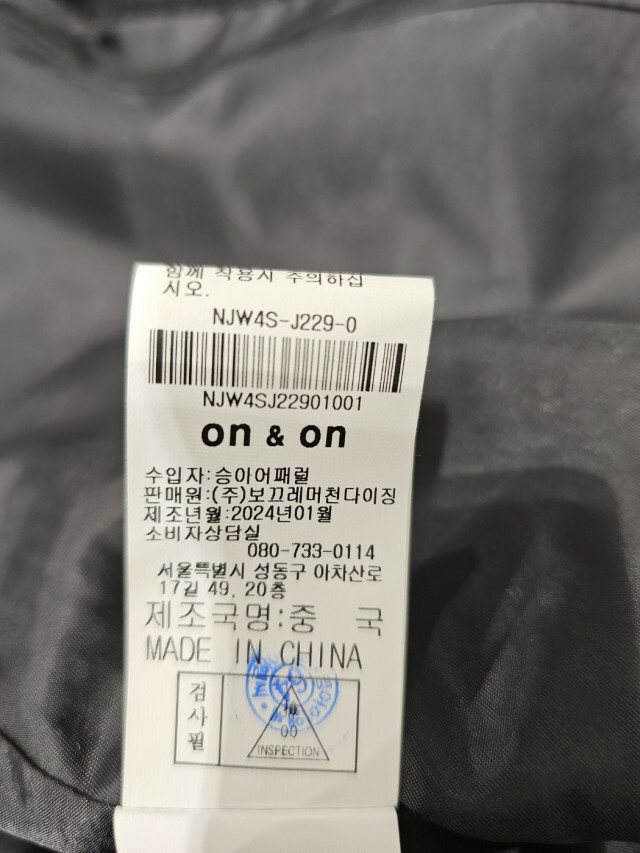 함께 착용시 주의하십
시오.
NJW4S-J229-0
NJW4SJ22901001
on & on
수입자:승아어패럴
판매원:(주)보끄레머천다이징
제조년월:2024년01월
소비자상담실
080-733-0114
서울특별시 성동구 아차산로
17길 49, 20층
제조국명:중 국
MADE IN CHINA
검
사
필
00
INSPECTION